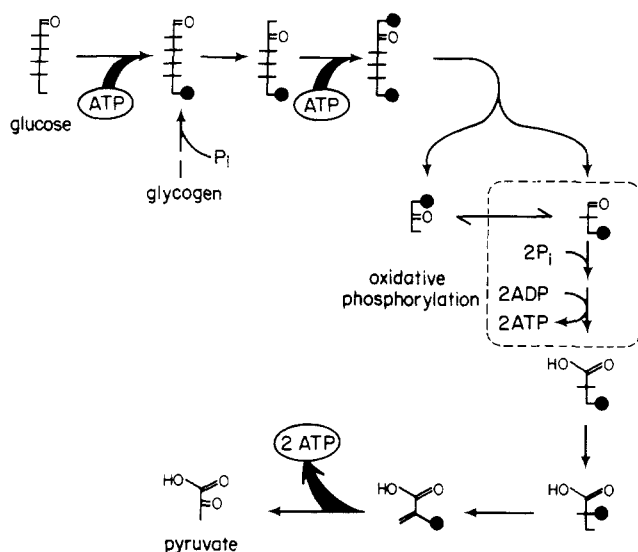 O
O
O
O
ATP
ATP
glucose
Pi
glycogen
O
O
oxidative
phosphorylation
2Pi
2ADP
2ATP
HO
O
2 ATP
HO
O
O
HO
O
HO
O
pyruvate